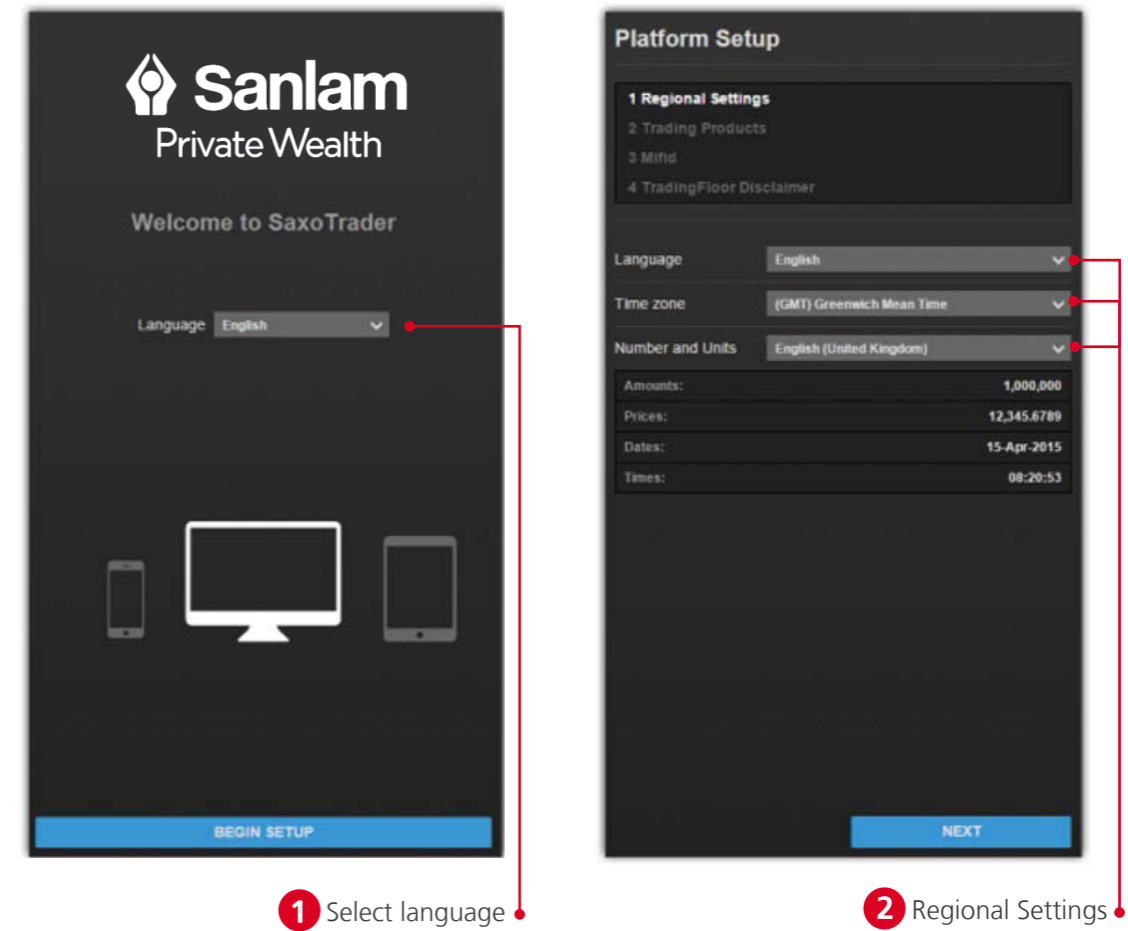 Sanlam
Private Wealth
Welcome to SaxoTrader
Language English
BEGIN SETUP
1 Select language
Platform Setup
1 Regional Settings
2 Trading Products
3 Mifid
4 TradingFloor Disclaimer
Language English
Time zone (GMT) Greenwich Mean Time
Number and Units English (United Kingdom)
Amounts: 1,000,000
Prices: 12,345.6789
Dates: 15-Apr-2015
Times: 08:20:53
NEXT
2 Regional Settings